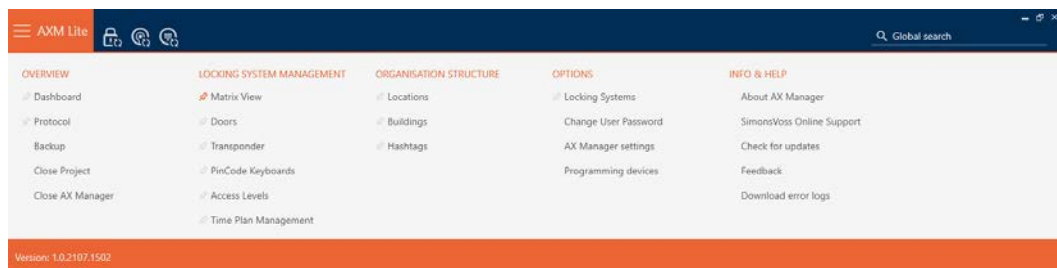 AXM Lite
Global search
OVERVIEW
Dashboard
Protocol
Backup
Close Project
Close AX Manager
LOCKING SYSTEM MANAGEMENT
Matrix View
Doors
Transponder
PinCode Keyboards
Access Levels
Time Plan Management
ORGANISATION STRUCTURE
Locations
Buildings
Hashtags
OPTIONS
Locking Systems
Change User Password
AX Manager settings
Programming devices
INFO & HELP
About AX Manager
SimonsVoss Online Support
Check for updates
Feedback
Download error logs
Version: 1.0.2107.1502